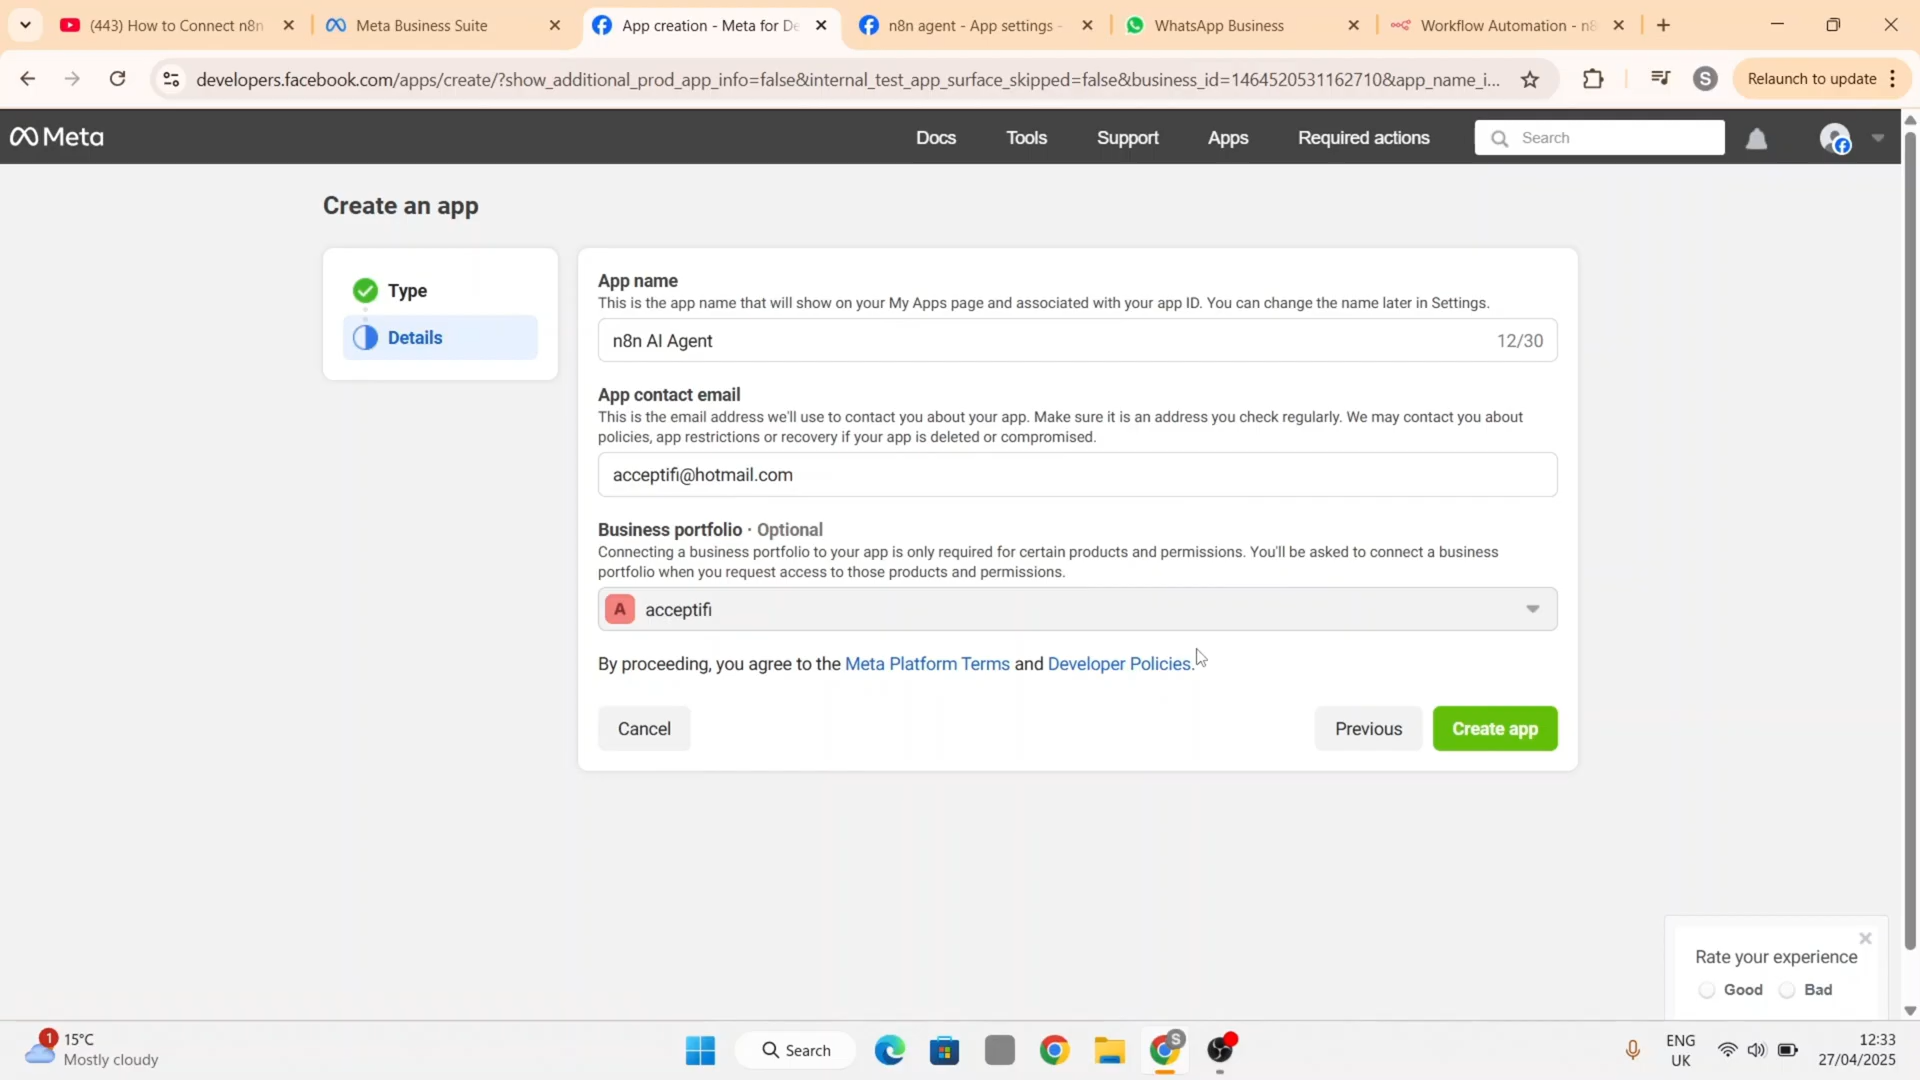 (443) How to Connect n8n
Meta Business Suite
App creation - Meta for De
n8n agent - App settings -
WhatsApp Business
Workflow Automation - n8
developers.facebook.com/apps/create/?show_additional_prod_app_info=false&internal_test_app_surface_skipped=false&business_id=1464520531162710&app_name_i...
S
Relaunch to update
Meta
Docs
Tools
Support
Apps
Required actions
Search
Create an app
Type
Details
App name
This is the app name that will show on your My Apps page and associated with your app ID. You can change the name later in Settings.
n8n AI Agent
12/30
App contact email
This is the email address we'll use to contact you about your app. Make sure it is an address you check regularly. We may contact you about
policies, app restrictions or recovery if your app is deleted or compromised.
acceptifi@hotmail.com
Business portfolio · Optional
Connecting a business portfolio to your app is only required for certain products and permissions. You'll be asked to connect a business
portfolio when you request access to those products and permissions.
A acceptifi
By proceeding, you agree to the Meta Platform Terms and Developer Policies.
Cancel
Previous
Create app
Rate your experience
Good
Bad
1
15°C
Mostly cloudy
Search
S
ENG
UK
12:33
27/04/2025